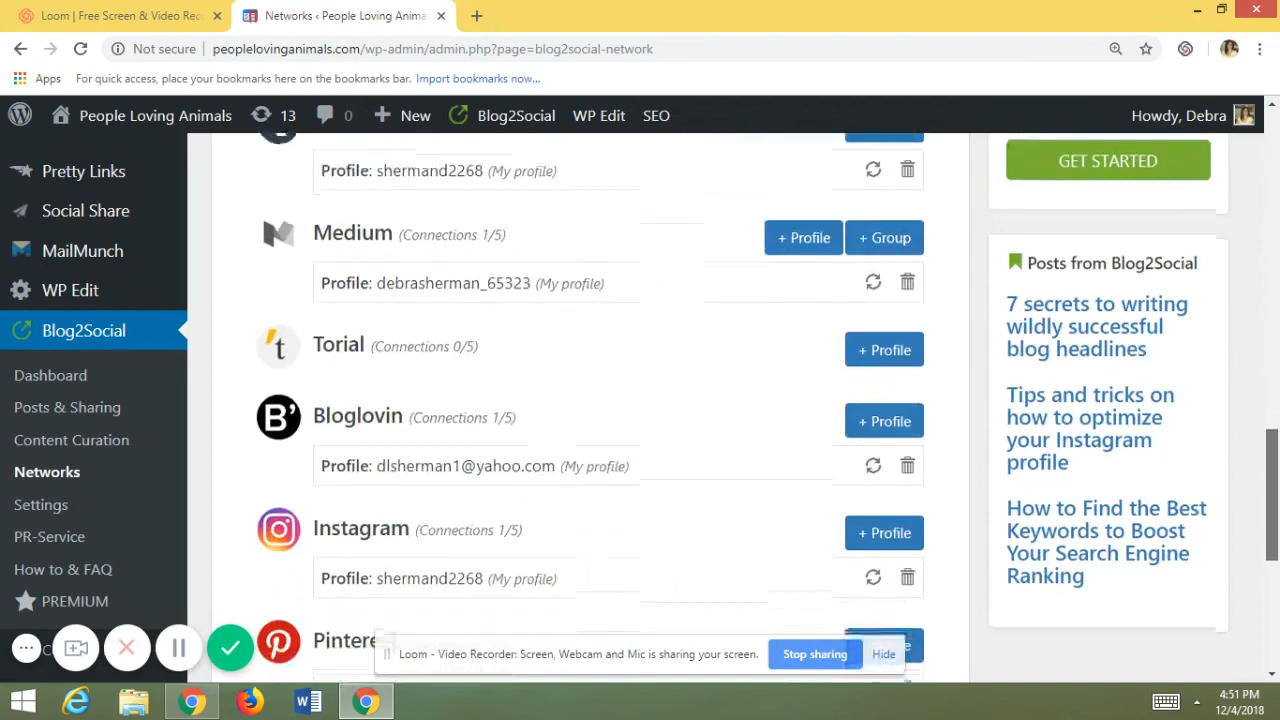 Loom | Free Screen & Video Rec
Networks ‹ People Loving Anima
Not secure
peoplelovinganimals.com/wp-admin/admin.php?page=blog2social-network
Apps
For quick access, place your bookmarks here on the bookmarks bar. Import bookmarks now...
People Loving Animals
13
0
New
Blog2Social
WP Edit
SEO
Howdy, Debra
Pretty Links
Social Share
MailMunch
WP Edit
Blog2Social
Dashboard
Posts & Sharing
Content Curation
Networks
Settings
PR-Service
How to & FAQ
PREMIUM
Profile: shermand2268 (My profile)
Medium (Connections 1/5)
+ Profile
+ Group
Profile: debrasherman_65323 (My profile)
Torial (Connections 0/5)
+ Profile
Bloglovin (Connections 1/5)
+ Profile
Profile: dlsherman1@yahoo.com (My profile)
Instagram (Connections 1/5)
+ Profile
Profile: shermand2268 (My profile)
Pintere
Loom - Video Recorder: Screen, Webcam and Mic is sharing your screen.
Stop sharing
Hide
GET STARTED
Posts from Blog2Social
7 secrets to writing
wildly successful
blog headlines
Tips and tricks on
how to optimize
your Instagram
profile
How to Find the Best
Keywords to Boost
Your Search Engine
Ranking
4:51 PM
12/4/2018